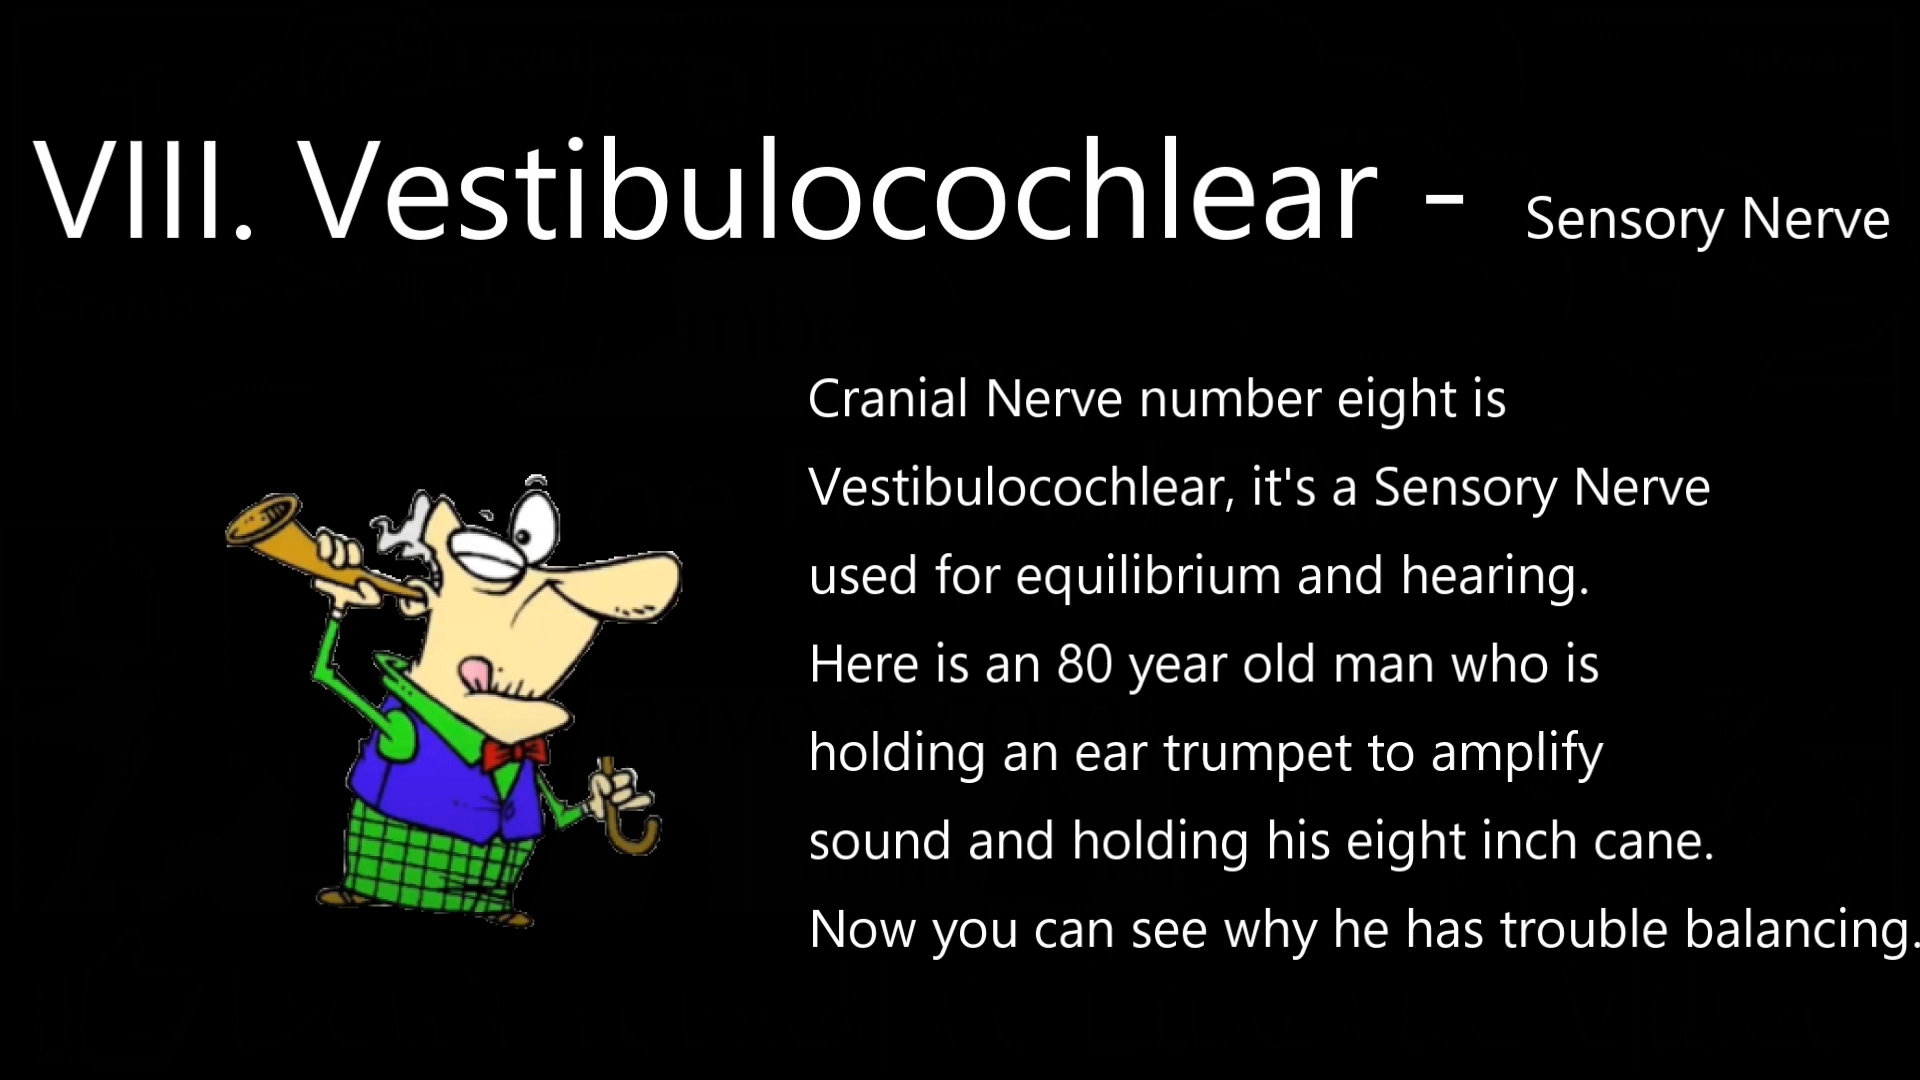 VIII. Vestibulocochlear - Sensory Nerve
Cranial Nerve number eight is
Vestibulocochlear, it's a Sensory Nerve
used for equilibrium and hearing.
Here is an 80 year old man who is
holding an ear trumpet to amplify
sound and holding his eight inch cane.
Now you can see why he has trouble balancing.